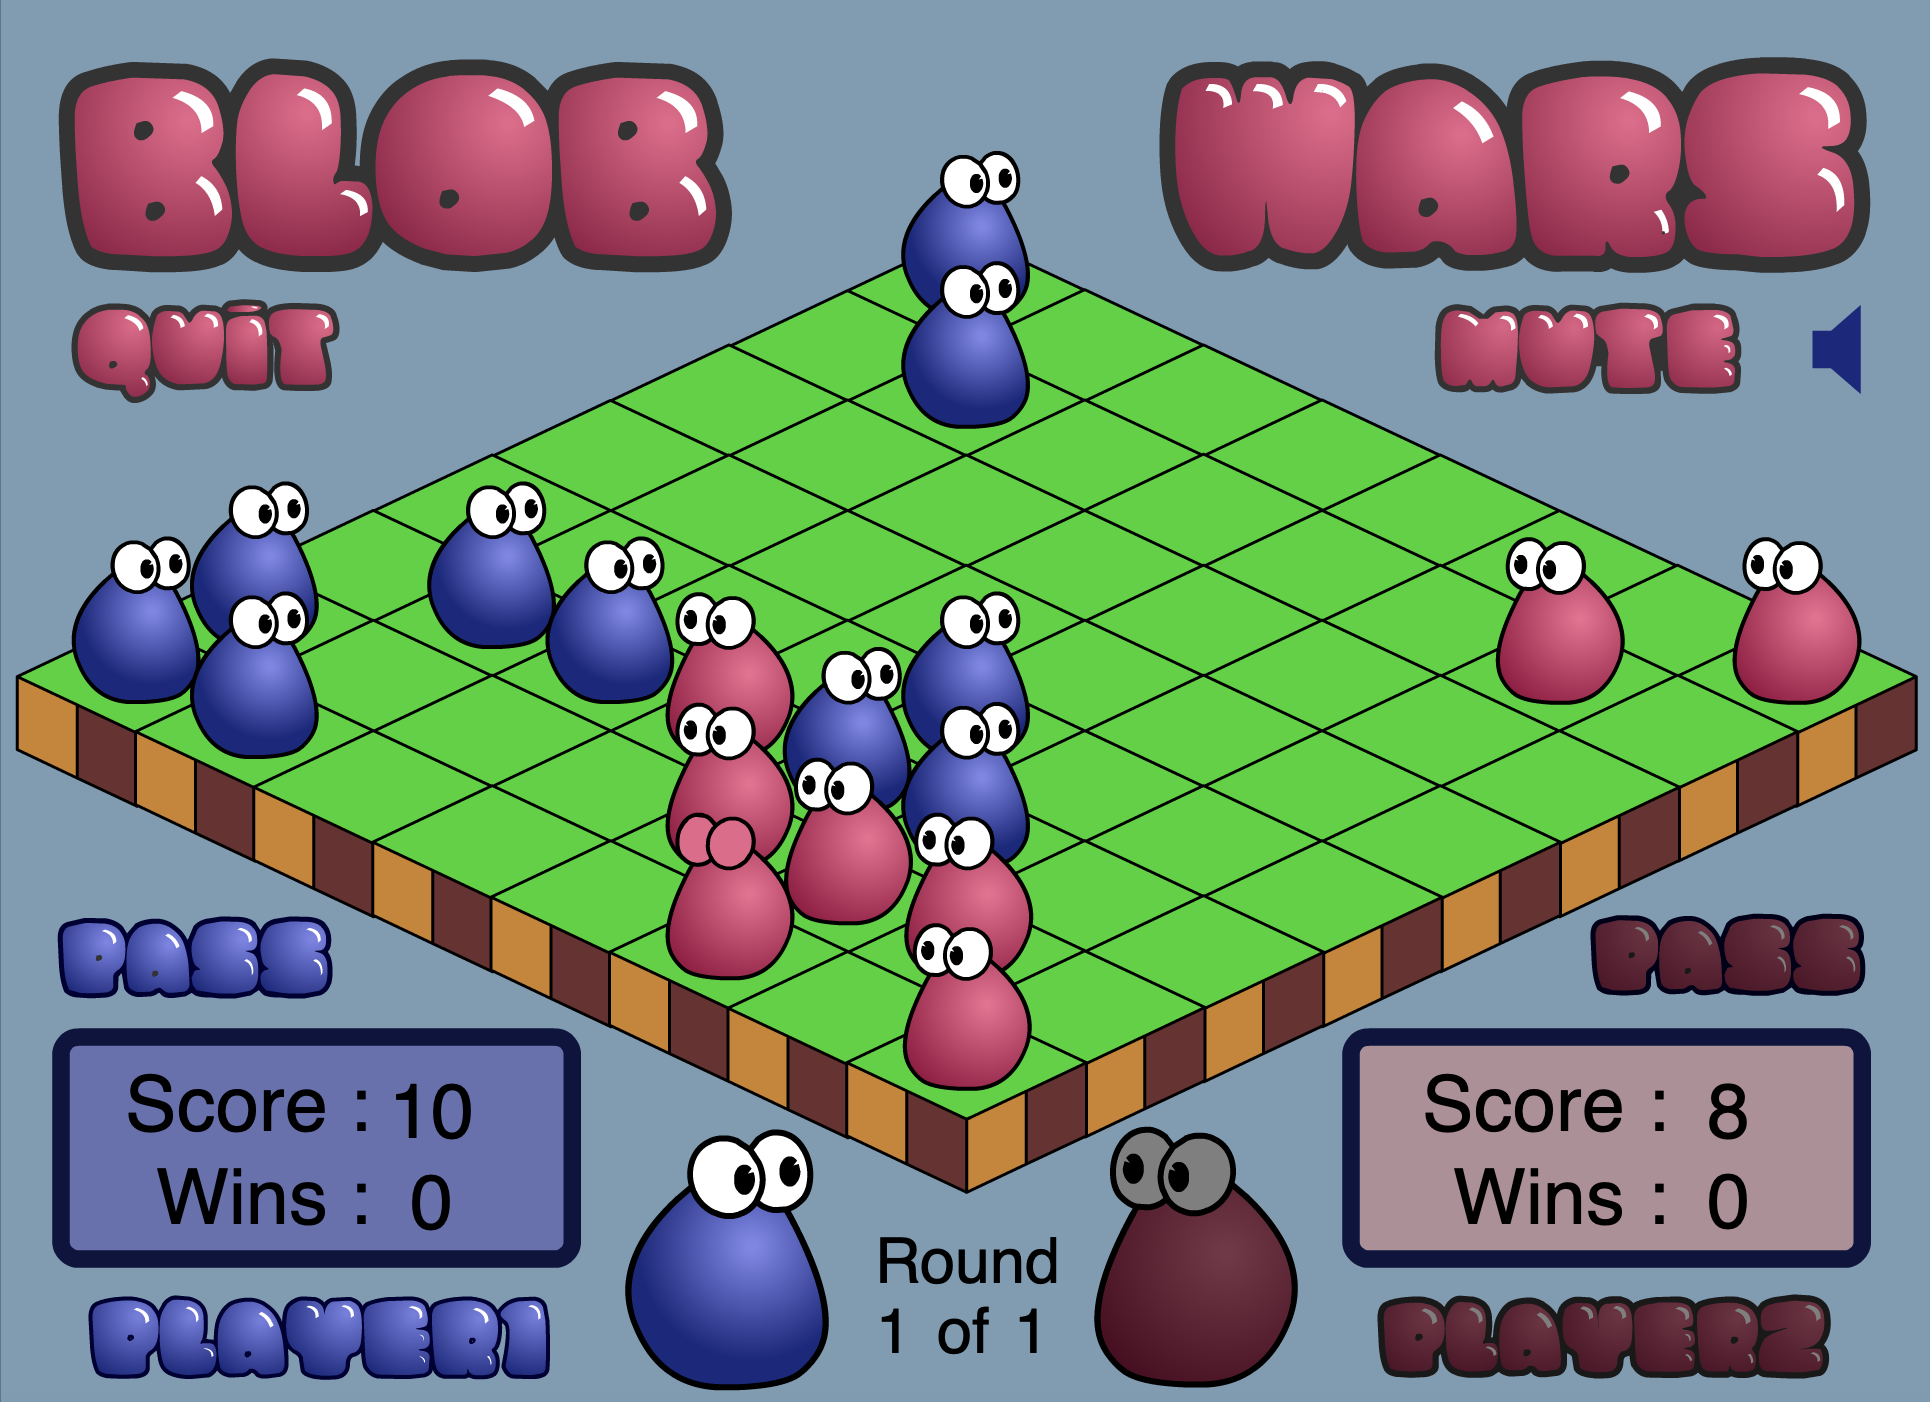 BLOB WARS
QUIT
MUTE
PASS
PASS
Score : 10
Wins : 0
Score : 8
Wins : 0
Round
1 of 1
PLAYER1
PLAYER2